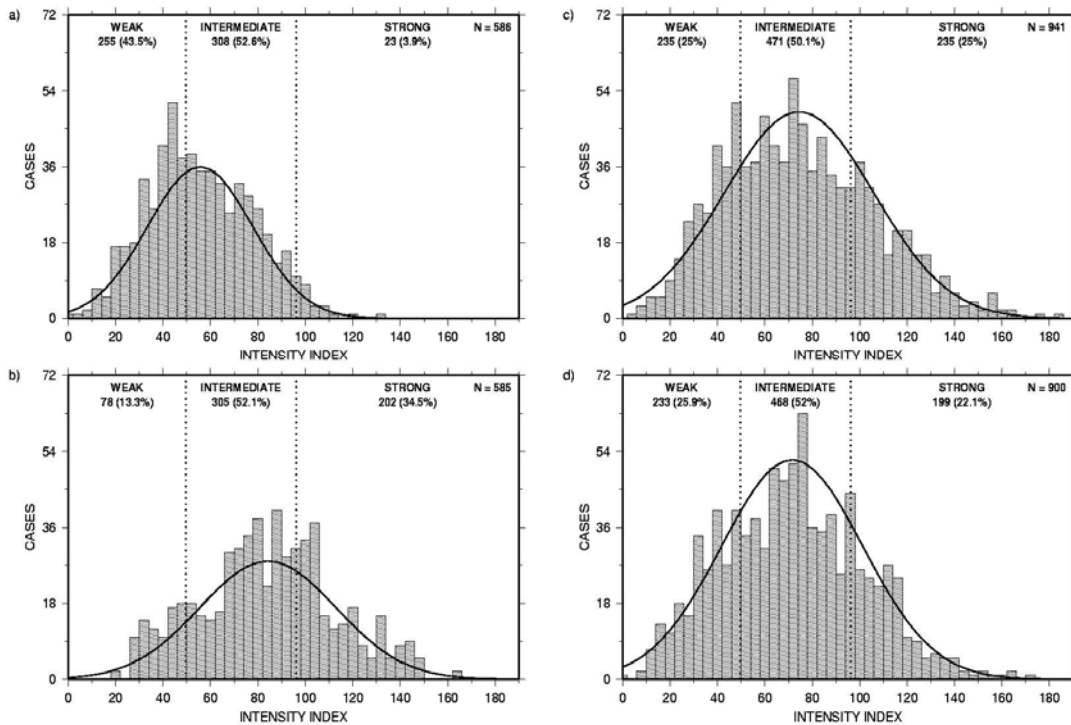 a)
72
54
36
18
0
CASES
WEAK
255 (43.5%)
INTERMEDIATE
308 (52.6%)
STRONG
23 (3.9%)
N = 586
0 20 40 60 80 100 120 140 160
INTENSITY INDEX
c)
72
54
36
18
0
CASES
WEAK
235 (25%)
INTERMEDIATE
471 (50.1%)
STRONG
235 (25%)
N = 941
0 20 40 60 80 100 120 140 160 180
INTENSITY INDEX
b)
72
54
36
18
0
CASES
WEAK
78 (13.3%)
INTERMEDIATE
305 (52.1%)
STRONG
202 (34.5%)
N = 585
0 20 40 60 80 100 120 140 160
INTENSITY INDEX
d)
72
54
36
18
0
CASES
WEAK
233 (25.9%)
INTERMEDIATE
468 (52%)
STRONG
199 (22.1%)
N = 900
0 20 40 60 80 100 120 140 160 180
INTENSITY INDEX